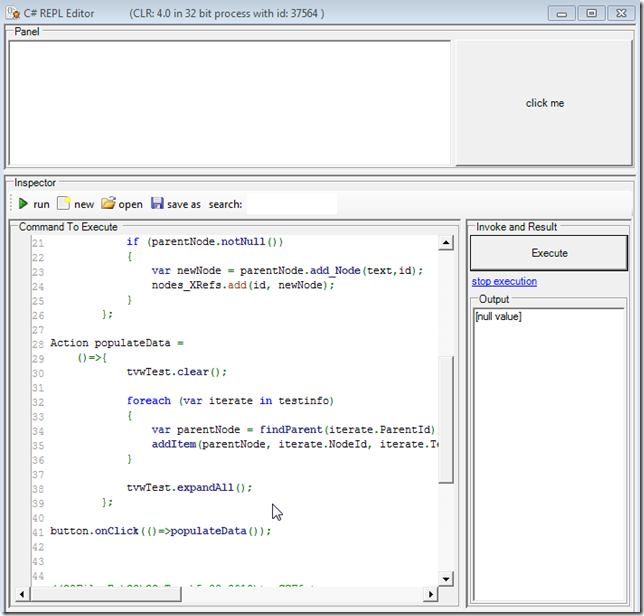 C# REPL Editor (CLR: 4.0 in 32 bit process with id: 37564 )
Panel
click me
Inspector
run new open save as search:
Command To Execute
21 if (parentNode.notNull())
22 {
23 var newNode = parentNode.add_Node(text,id);
24 nodes_XRefs.add(id, newNode);
25 }
26 };
27
28 Action populateData =
29 ()=>{
30 tvwTest.clear();
31
32 foreach (var iterate in testinfo)
33 {
34 var parentNode = findParent(iterate.ParentId)
35 addItem(parentNode, iterate.NodeId, iterate.T
36 }
37
38 tvwTest.expandAll();
39 };
40
41 button.onClick(()=>populateData());
42
43
44
Invoke and Result
Execute
stop execution
Output
[null value]